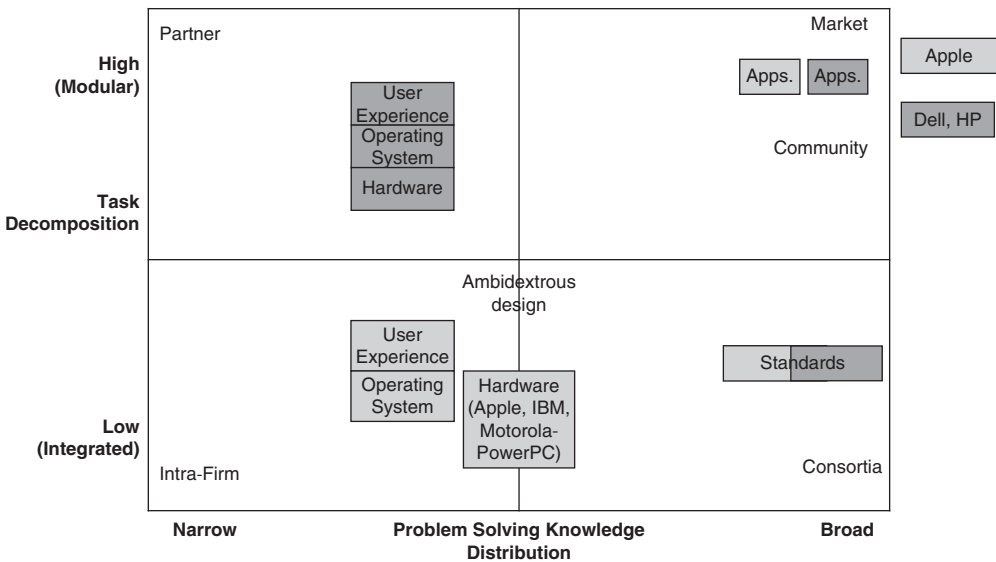 Partner
Market
High
(Modular)
Apple
Apps.
Apps.
User
Experience
Dell, HP
Operating
System
Community
Hardware
Task
Decomposition
Ambidextrous
design
User
Experience
Standards
Operating
System
Hardware
(Apple, IBM,
Motorola-
PowerPC)
Low
(Integrated)
Intra-Firm
Consortia
Narrow
Problem Solving Knowledge
Distribution
Broad